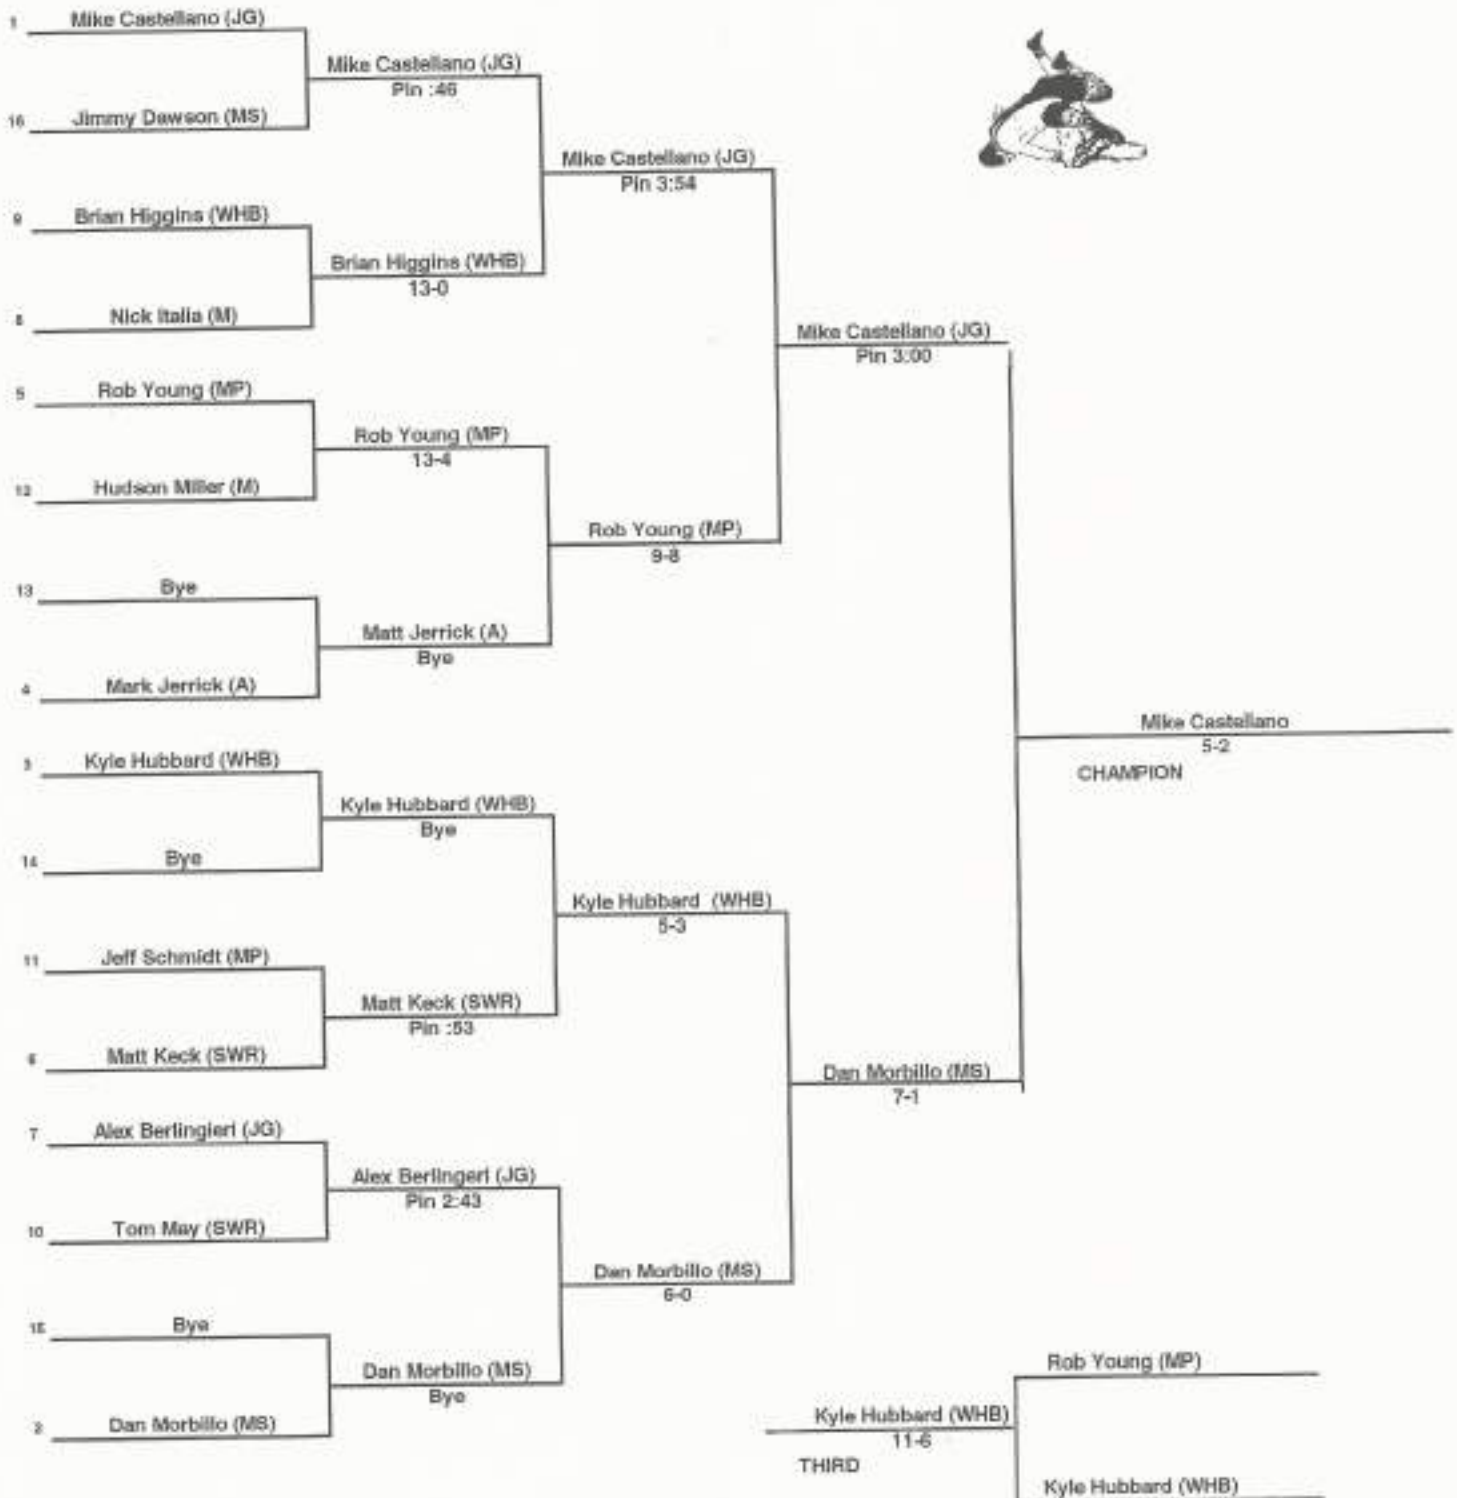 1 Mike Castellano (JG)
Mike Castellano (JG)
Pin :46
16 Jimmy Dawson (MS)
Mike Castellano (JG)
Pin 3:54
9 Brian Higgins (WHB)
Brian Higgins (WHB)
13-0
8 Nick Italia (M)
Mike Castellano (JG)
Pin 3:00
5 Rob Young (MP)
Rob Young (MP)
13-4
12 Hudson Miller (M)
Rob Young (MP)
9-8
13 Bye
Matt Jerrick (A)
Bye
4 Mark Jerrick (A)
Mike Castellano
5-2
CHAMPION
3 Kyle Hubbard (WHB)
Kyle Hubbard (WHB)
Bye
14 Bye
Kyle Hubbard (WHB)
5-3
11 Jeff Schmidt (MP)
Matt Keck (SWR)
Pin :53
6 Matt Keck (SWR)
Dan Morbillo (MS)
7-1
7 Alex Berlingieri (JG)
Alex Berlingeri (JG)
Pin 2:43
10 Tom May (SWR)
Dan Morbillo (MS)
6-0
15 Bye
Dan Morbillo (MS)
Bye
2 Dan Morbillo (MS)
Rob Young (MP)
Kyle Hubbard (WHB)
11-6
THIRD
Kyle Hubbard (WHB)